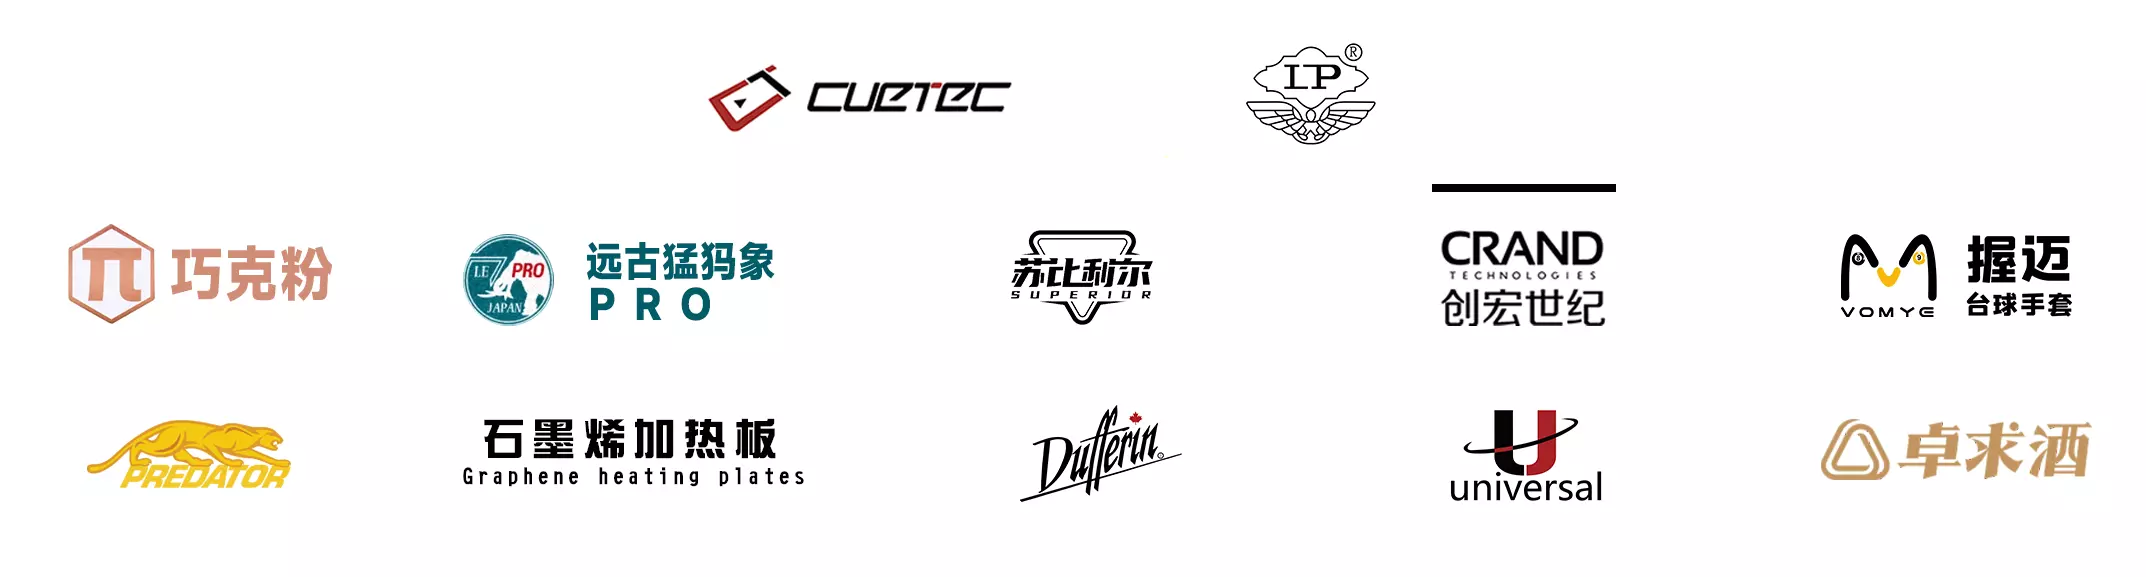 CUETEC
LP®
π 巧克粉
LE PRO JAPAN
远古猛犸象
PRO
苏比利尔
SUPERIOR
CRAND
TECHNOLOGIES
创宏世纪
VOMYE
握迈
台球手套
PREDATOR
石墨烯加热板
Graphene heating plates
Dufferin®
U
universal
卓求酒